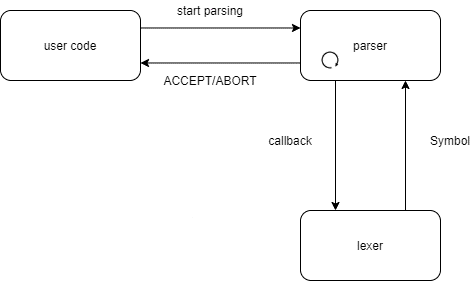 start parsing
user code
parser
ACCEPT/ABORT
callback
Symbol
lexer